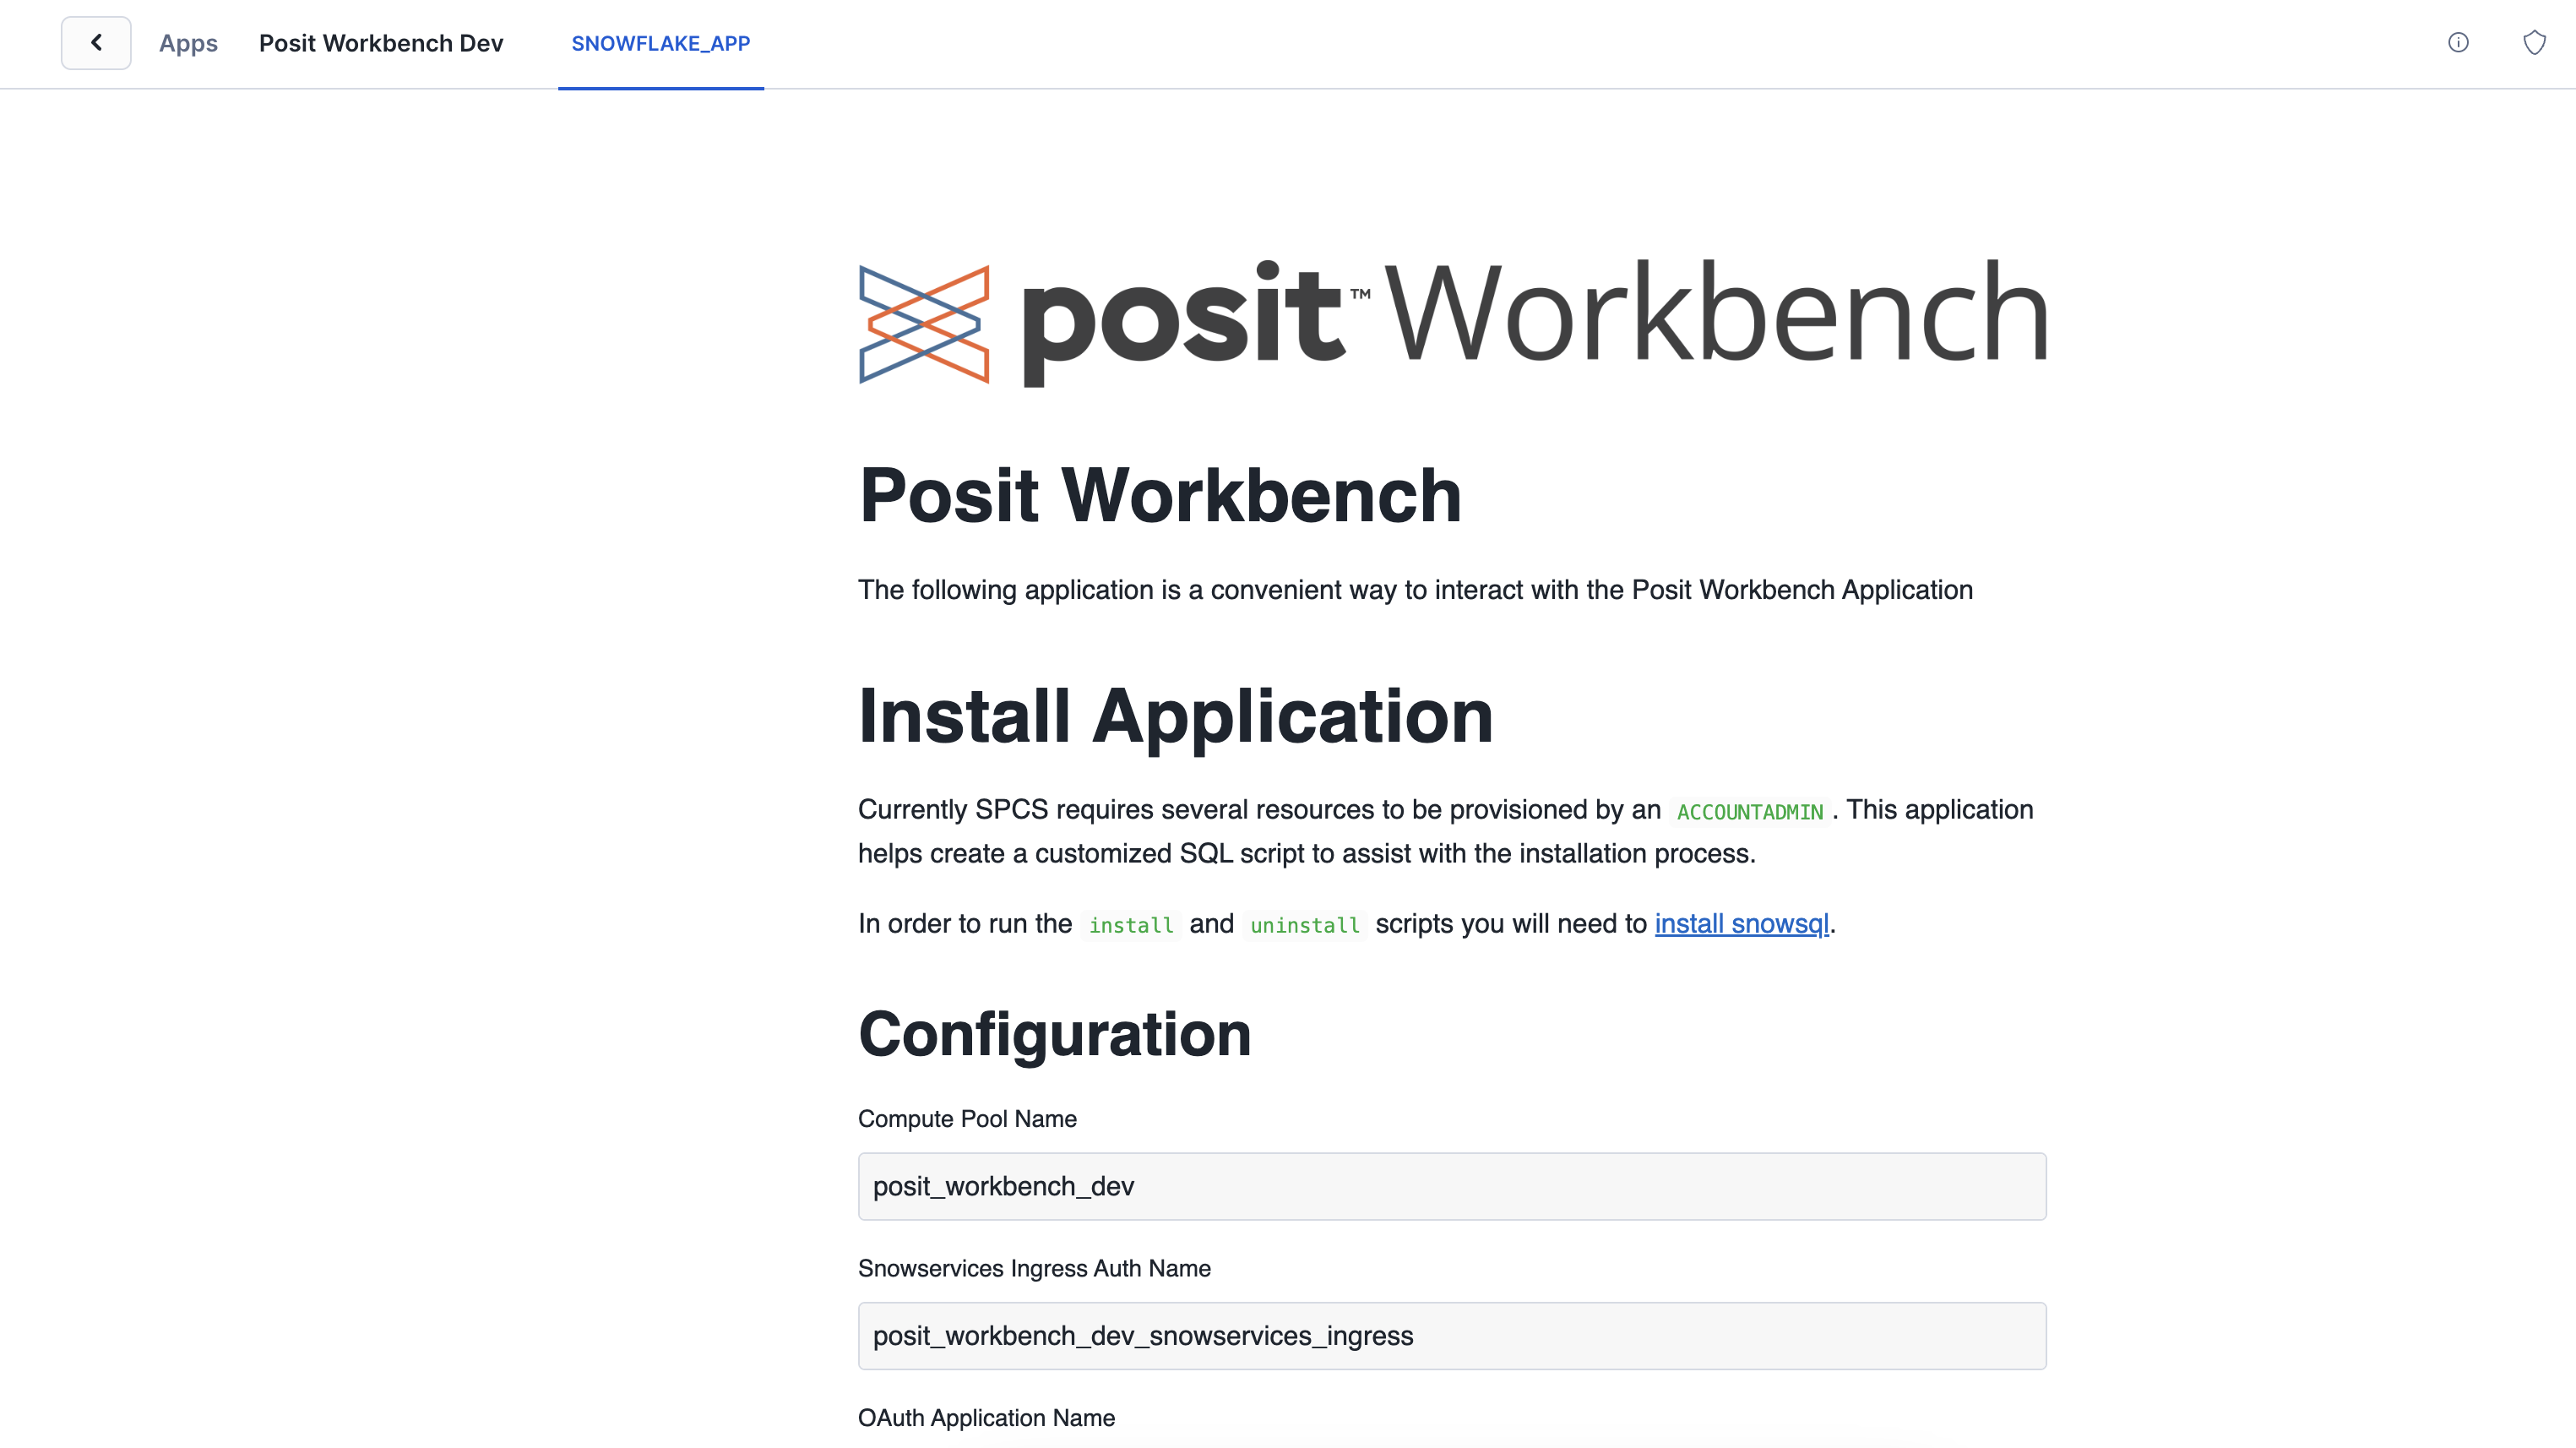 Apps Posit Workbench Dev SNOWFLAKE_APP
posit™ Workbench
Posit Workbench
The following application is a convenient way to interact with the Posit Workbench Application
Install Application
Currently SPCS requires several resources to be provisioned by an ACCOUNTADMIN . This application
helps create a customized SQL script to assist with the installation process.
In order to run the install and uninstall scripts you will need to install snowsql.
Configuration
Compute Pool Name
posit_workbench_dev
Snowservices Ingress Auth Name
posit_workbench_dev_snowservices_ingress
OAuth Application Name